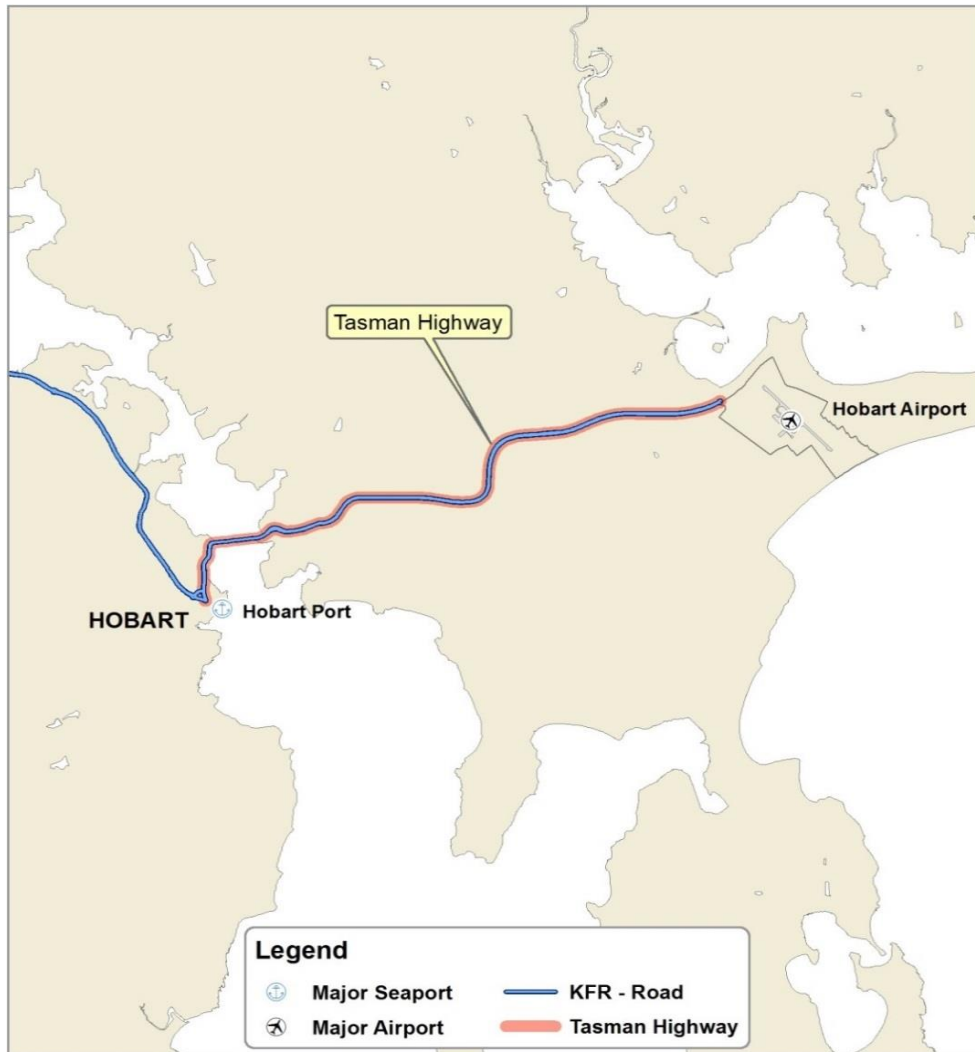 Tasman Highway
Hobart Airport
HOBART
Hobart Port
Legend
Major Seaport
KFR - Road
Major Airport
Tasman Highway